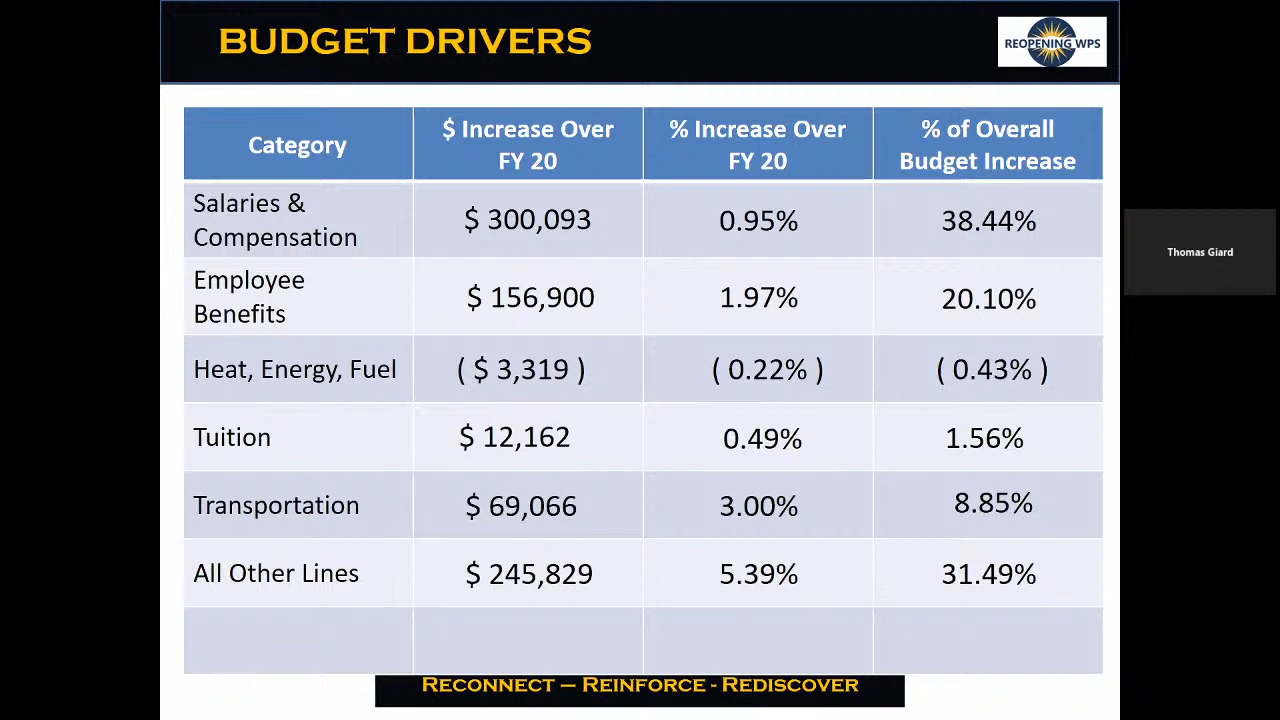 BUDGET DRIVERS
REOPENING WPS
Category
$ Increase Over
FY 20
% Increase Over
FY 20
% of Overall
Budget Increase
Salaries &
Compensation
$ 300,093
0.95%
38.44%
Employee
Benefits
$ 156,900
1.97%
20.10%
Heat, Energy, Fuel
( $ 3,319 )
( 0.22% )
( 0.43% )
Tuition
$ 12,162
0.49%
1.56%
Transportation
$ 69,066
3.00%
8.85%
All Other Lines
$ 245,829
5.39%
31.49%
Thomas Giard
RECONNECT – REINFORCE - REDISCOVER